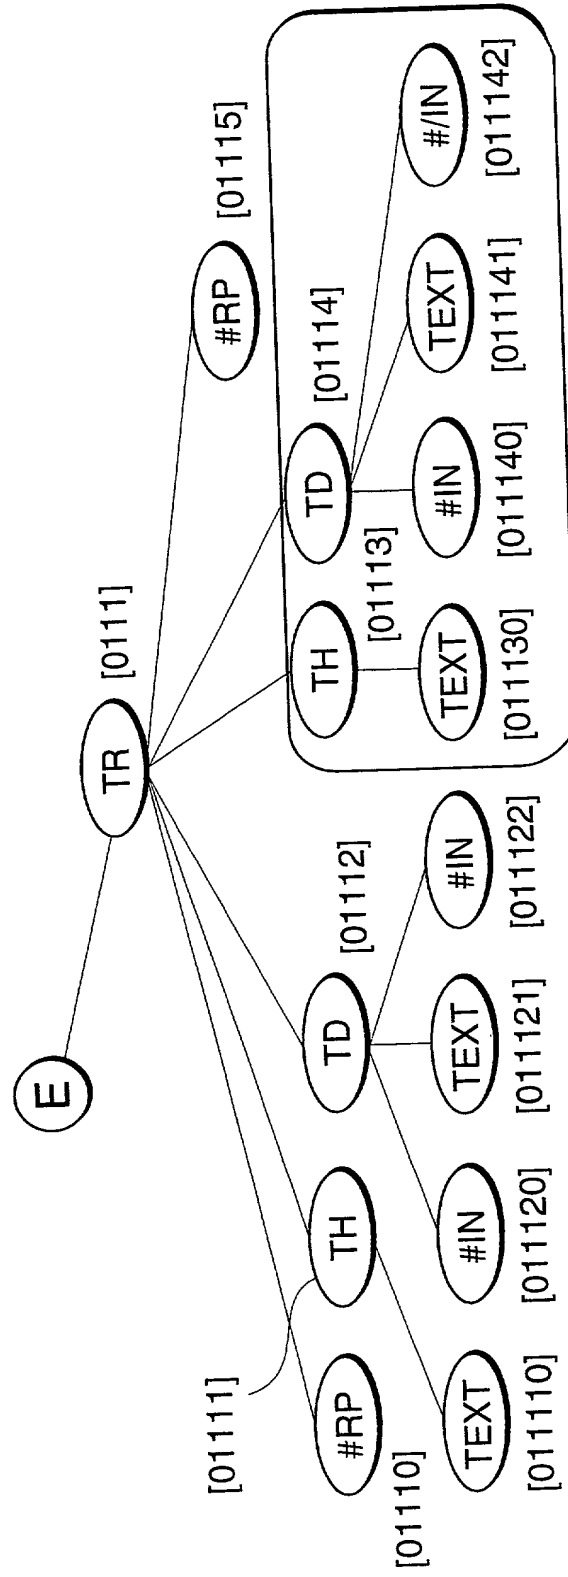 E
TR [0111]
#RP [01115]
[01111]
#RP [01110]
TH
TD [01112]
TH [01113]
TD [01114]
TEXT [011110]
#IN [011120]
TEXT [011121]
#IN [011122]
TEXT [011130]
#IN [011140]
TEXT [011141]
#/IN [011142]